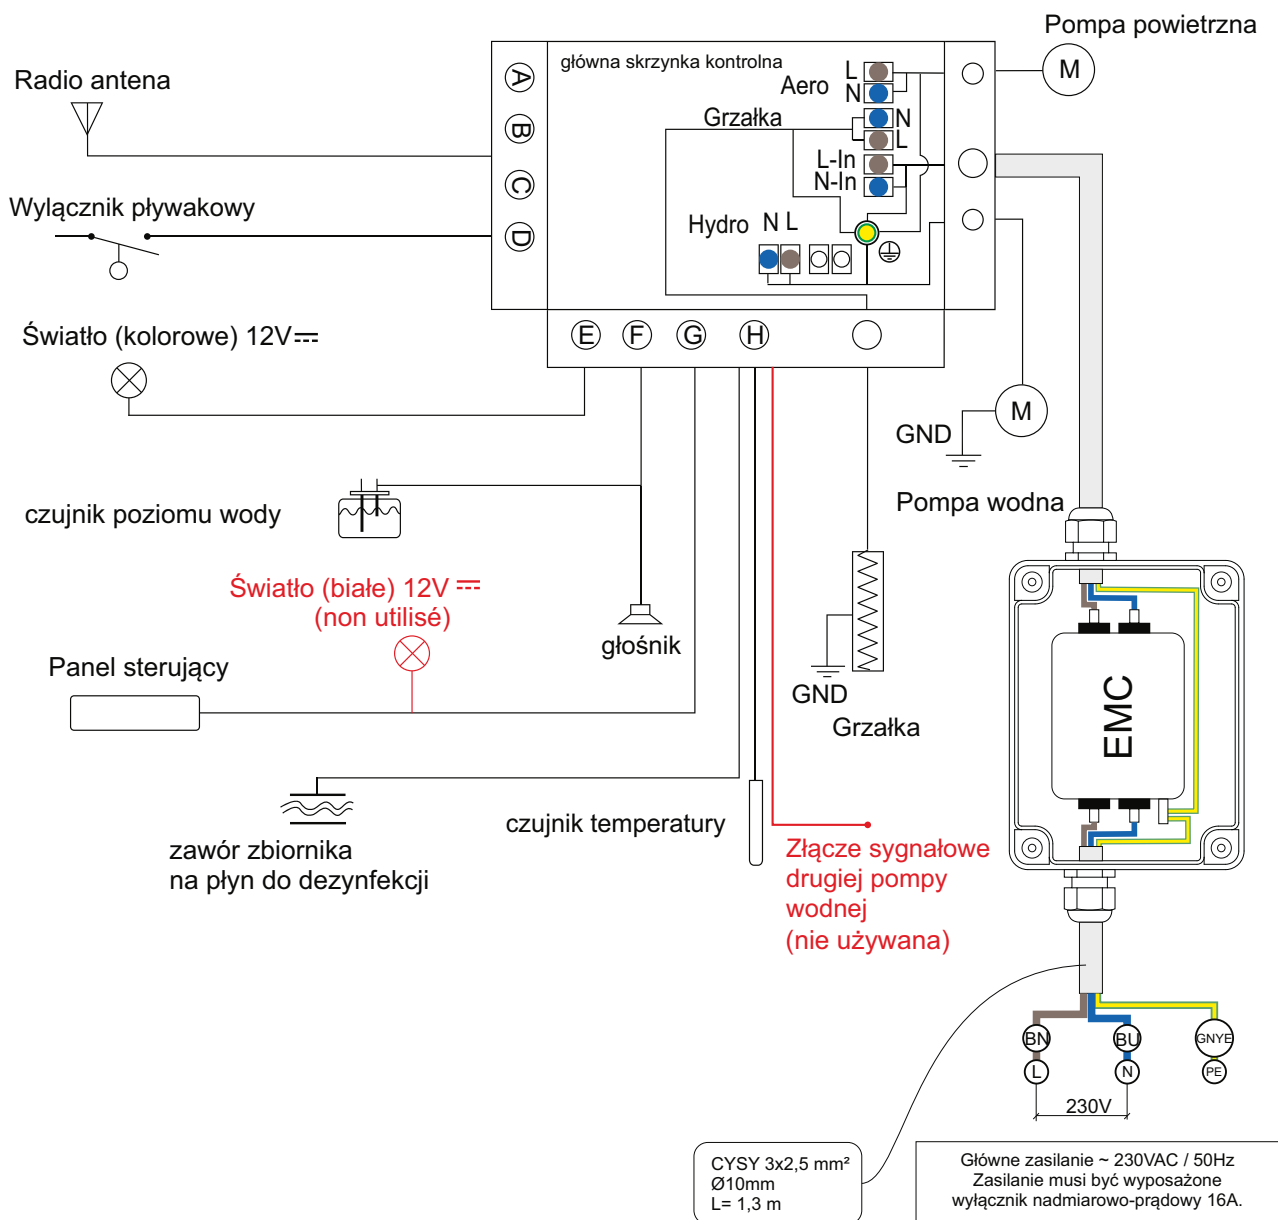 Pompa powietrzna
M
główna skrzynka kontrolna
Radio antena
A
B
C
D
Aero
L
N
Grzałka
N
L
L-In
N-In
Hydro N L
Wyłącznik pływakowy
Światło (kolorowe) 12V
E
F
G
H
M
GND
Pompa wodna
czujnik poziomu wody
Światło (białe) 12V
(non utilisé)
głośnik
Panel sterujący
GND
Grzałka
EMC
zawór zbiornika
na płyn do dezynfekcji
czujnik temperatury
Złącze sygnałowe
drugiej pompy
wodnej
(nie używana)
BN
BU
GNYE
L
N
PE
230V
CYSY 3x2,5 mm²
Ø10mm
L= 1,3 m
Główne zasilanie ~ 230VAC / 50Hz
Zasilanie musi być wyposażone
wyłącznik nadmiarowo-prądowy 16A.